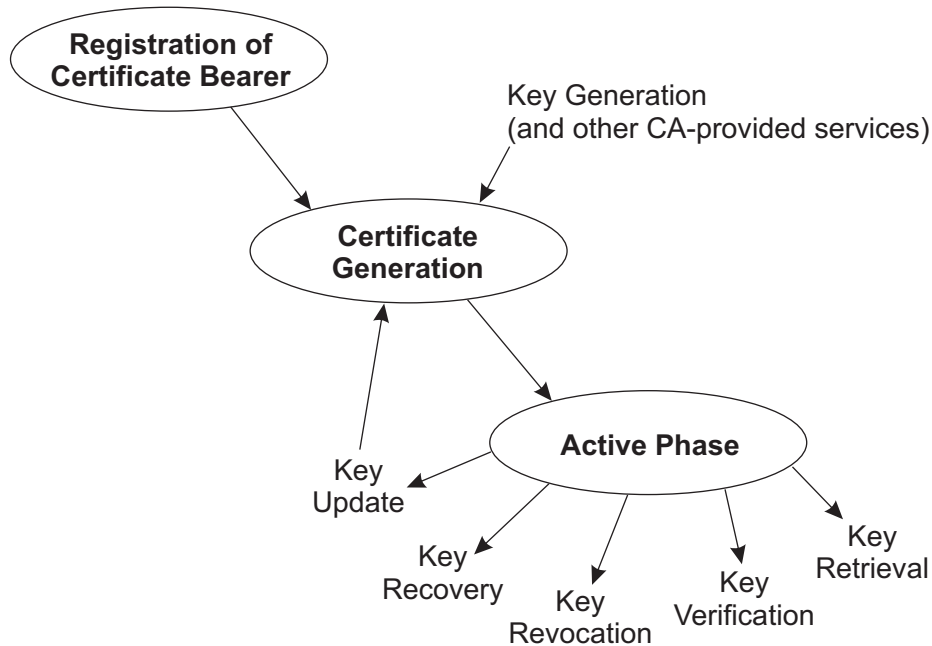 Registration of
Certificate Bearer
Key Generation
(and other CA-provided services)
Certificate
Generation
Active Phase
Key
Update
Key
Recovery
Key
Revocation
Key
Verification
Key
Retrieval